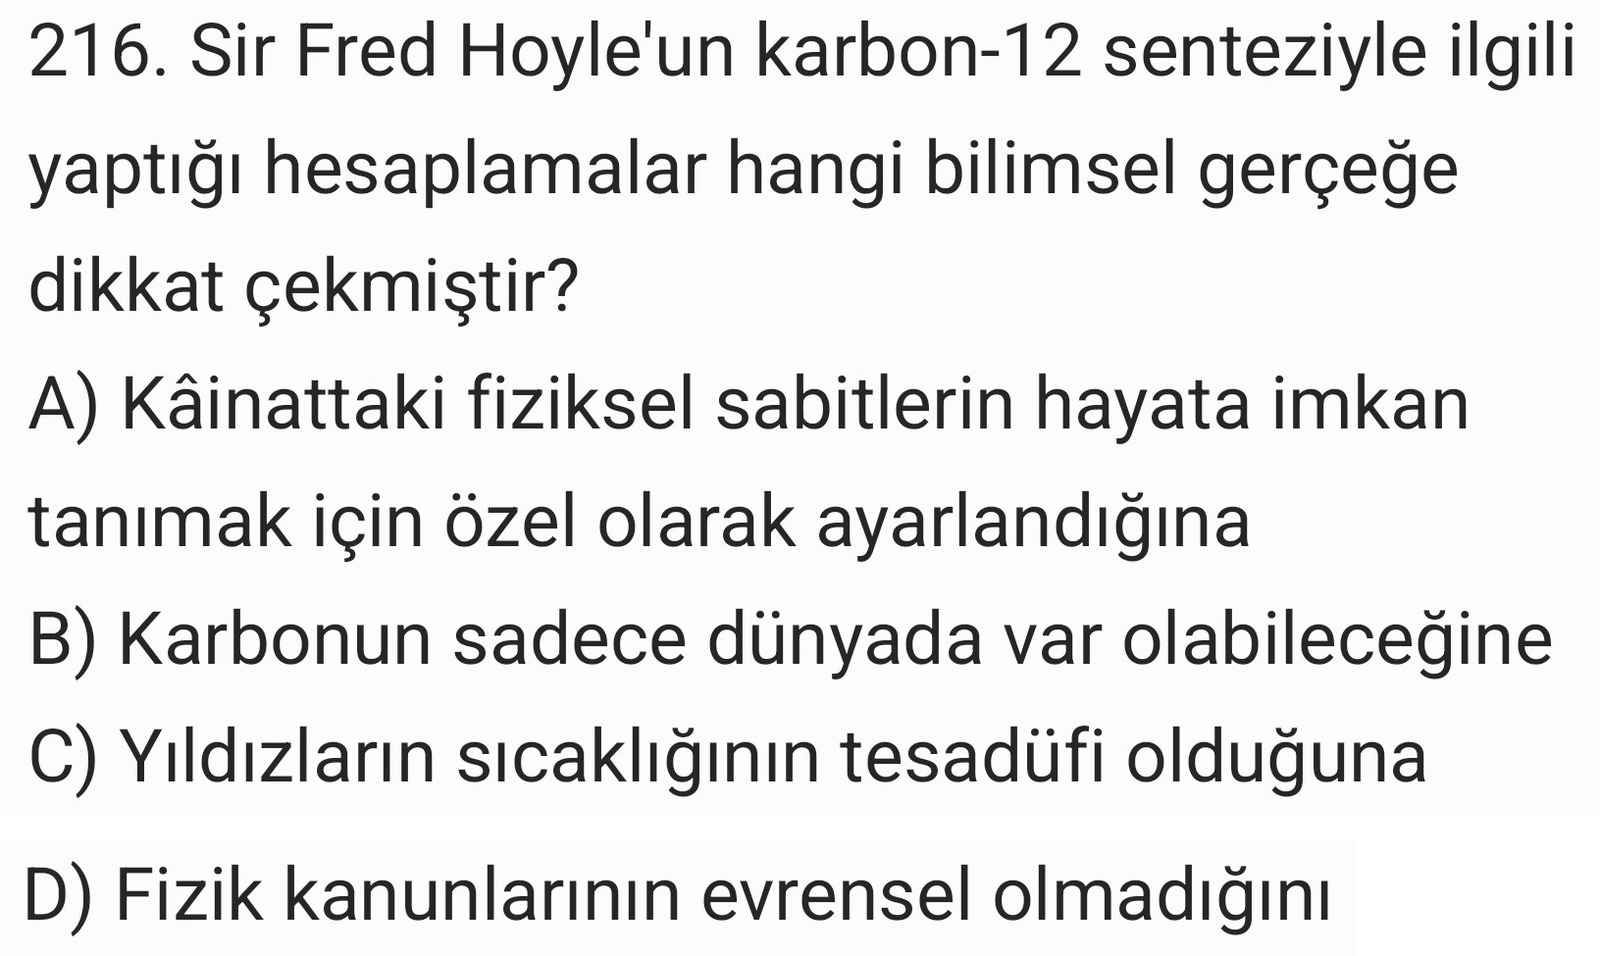 216. Sir Fred Hoyle'un karbon-12 senteziyle ilgili
yaptığı hesaplamalar hangi bilimsel gerçeğe
dikkat çekmiştir?
A) Kâinattaki fiziksel sabitlerin hayata imkan
tanımak için özel olarak ayarlandığına
B) Karbonun sadece dünyada var olabileceğine
C) Yıldızların sıcaklığının tesadüfi olduğuna
D) Fizik kanunlarının evrensel olmadığını